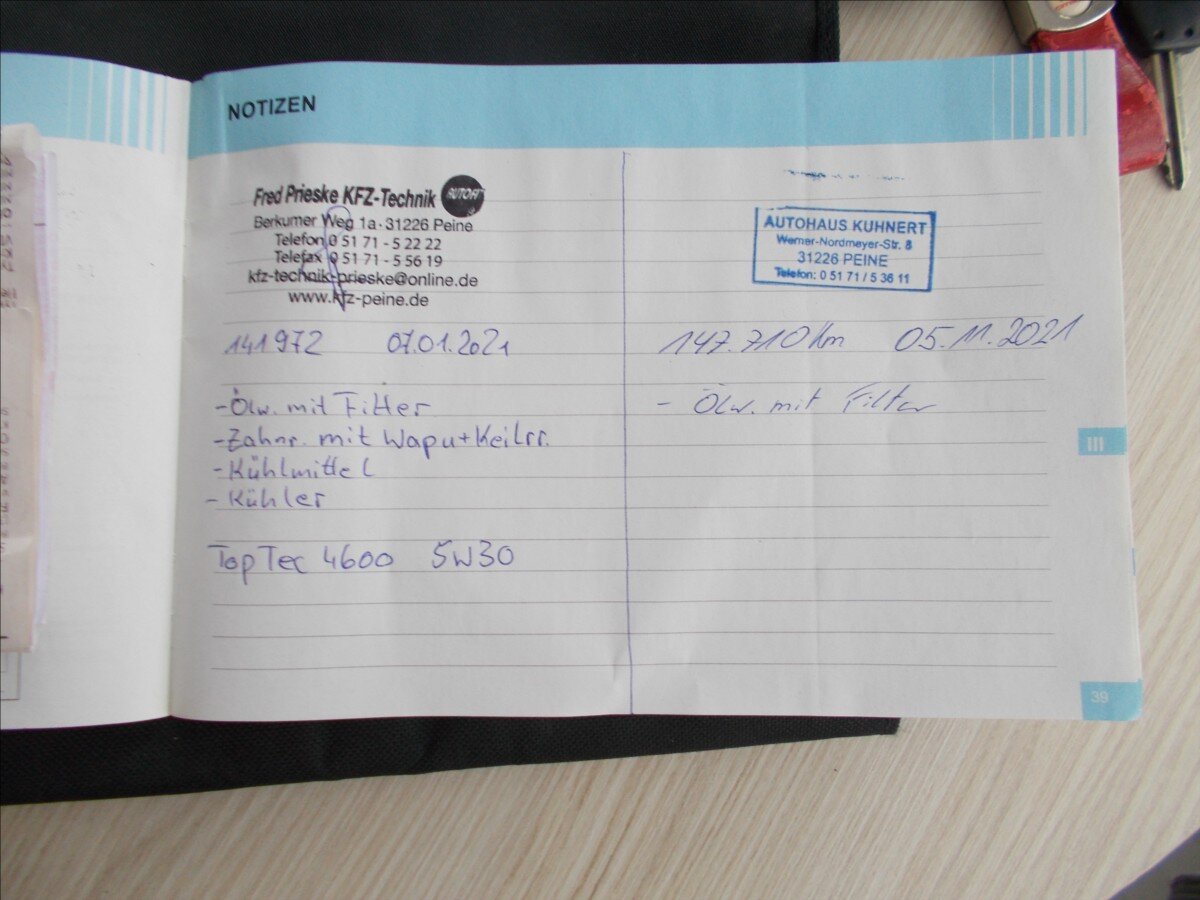 NOTIZEN
Fred Prieske KFZ-Technik
Berkumer Weg 1a · 31226 Peine
Telefon 0 51 71 - 5 22 22
Telefax 0 51 71 - 5 56 19
kfz-technik-prieske@online.de
www.kfz-peine.de
141972 07.01.2021
- Ölw. mit Filter
- Zahnr. mit Wapu + Keilrr.
- Kühlmittel
- Kühler
Top Tec 4600 5W30
AUTOHAUS KUHNERT
Werner-Nordmeyer-Str. 8
31226 PEINE
Telefon: 0 51 71 / 5 36 11
147.710 Km 05.11.2021
- Ölw. mit Filter
III
39